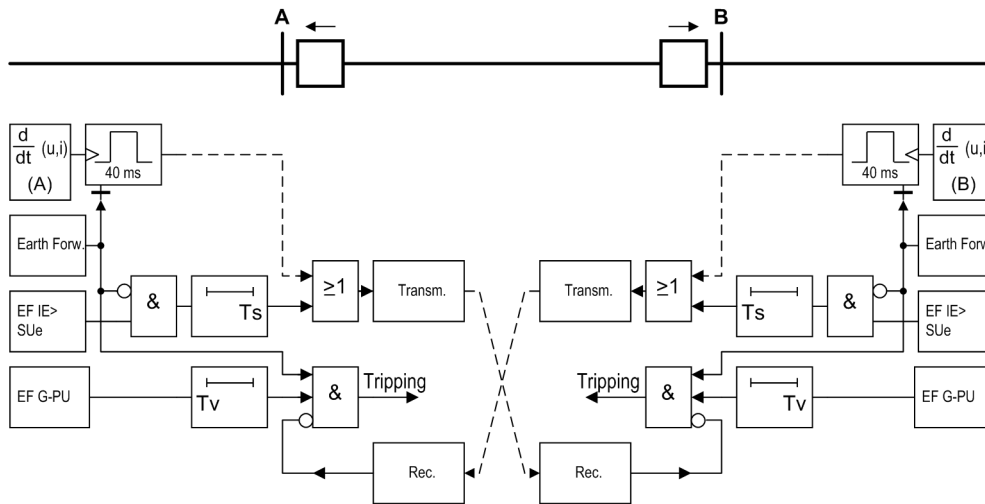 A
B
d
dt (u,i)
(A)
40 ms
40 ms
d
dt (u,i
(B)
Earth Forw.
Earth Forw
EF IE>
SUe
&
Ts
≥1
Transm.
Transm.
≥1
Ts
&
EF IE>
SUe
EF G-PU
Tv
&
Tripping
Tripping
&
Tv
EF G-PU
Rec.
Rec.